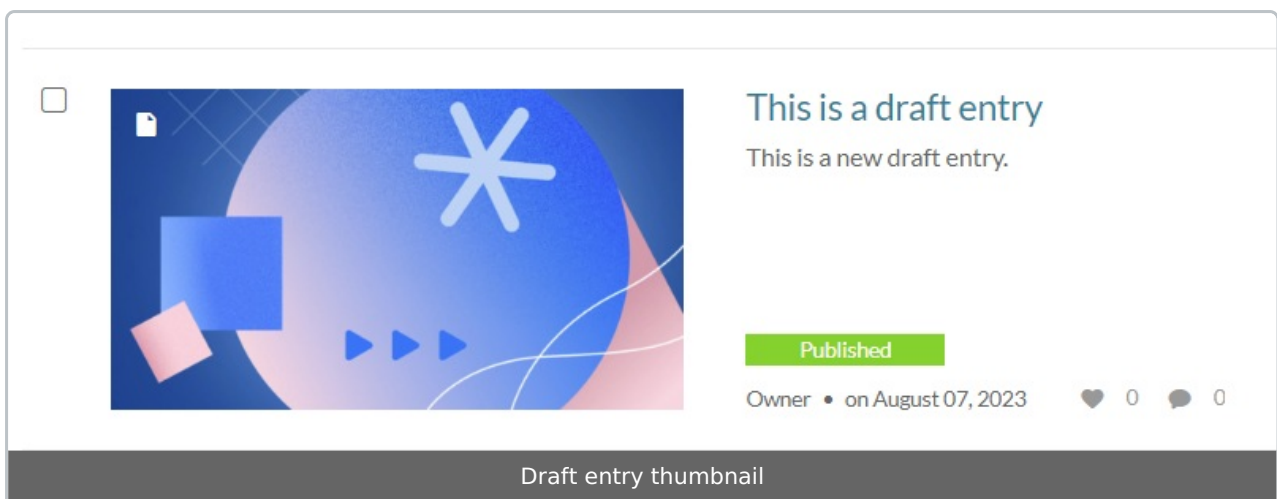 This is a draft entry
This is a new draft entry.
Published
Owner • on August 07, 2023 0 0
Draft entry thumbnail